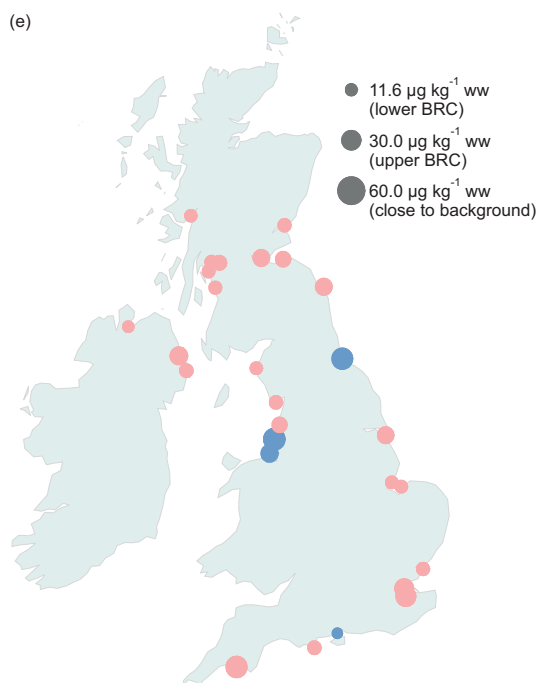 (e)
11.6 µg kg⁻¹ ww
(lower BRC)
30.0 µg kg⁻¹ ww
(upper BRC)
60.0 µg kg⁻¹ ww
(close to background)